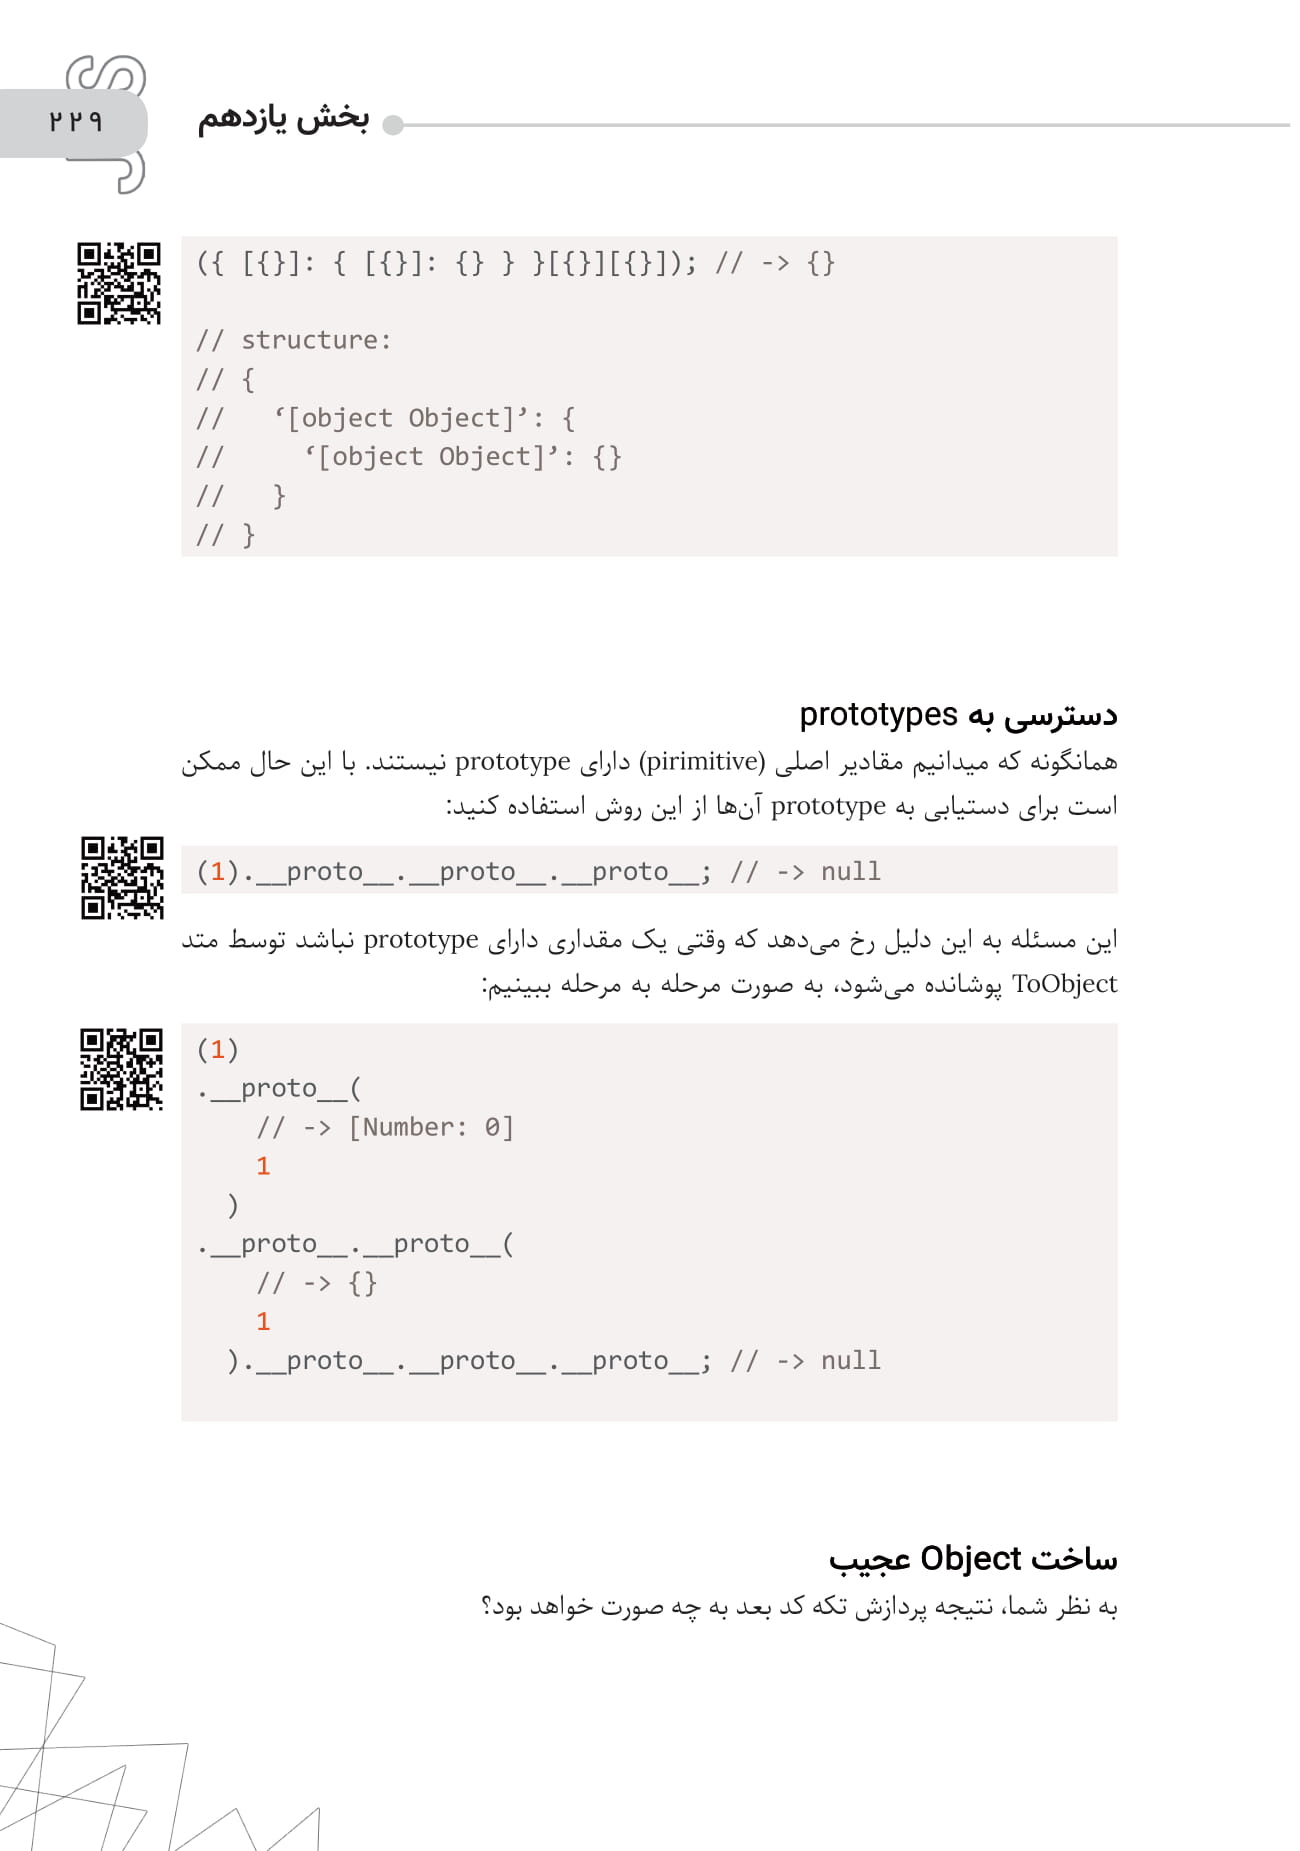 ۲۲۹
بخش یازدهم
JS
({ [{}]: { [{}]: {} } }[{}][{}]); // -> {}
// structure:
// {
//   ‘[object Object]’: {
//     ‘[object Object]’: {}
//   }
// }
دسترسی به prototypes
همانگونه که میدانیم مقادیر اصلی (pirimitive) دارای prototype نیستند. با این حال ممکن
است برای دستیابی به prototype آن‌ها از این روش استفاده کنید:
(1).__proto__.__proto__.__proto__; // -> null
این مسئله به این دلیل رخ می‌دهد که وقتی یک مقداری دارای prototype نباشد توسط متد
ToObject پوشانده می‌شود، به صورت مرحله به مرحله ببینیم:
(1)
.__proto__(
    // -> [Number: 0]
    1
  )
.__proto__.__proto__(
    // -> {}
    1
  ).__proto__.__proto__.__proto__; // -> null
ساخت Object عجیب
به نظر شما، نتیجه پردازش تکه کد بعد به چه صورت خواهد بود؟